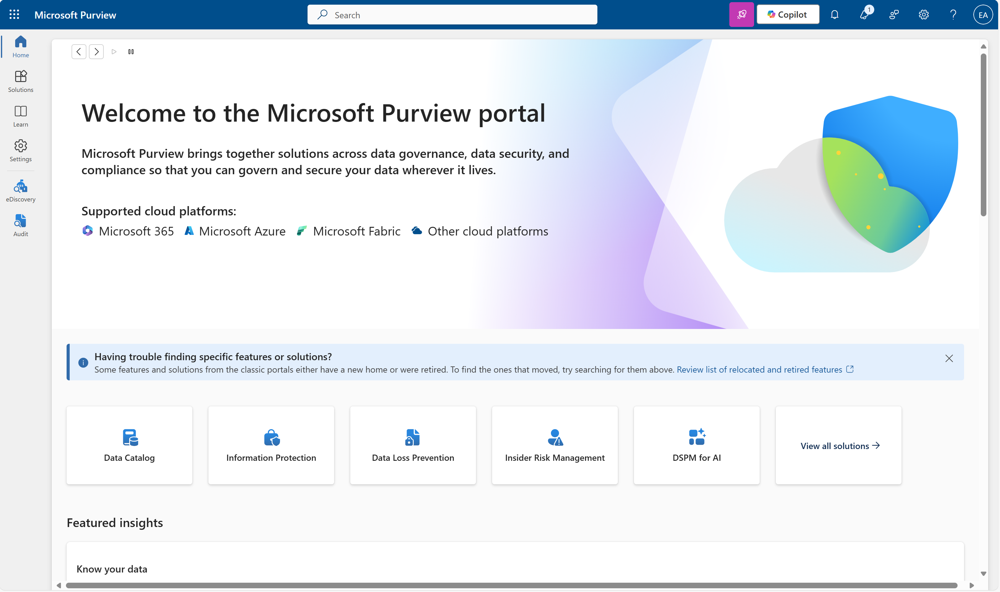 Microsoft Purview
Search
Copilot
1
EA
Home
Solutions
Learn
Settings
eDiscovery
Audit
Welcome to the Microsoft Purview portal
Microsoft Purview brings together solutions across data governance, data security, and
compliance so that you can govern and secure your data wherever it lives.
Supported cloud platforms:
Microsoft 365 Microsoft Azure Microsoft Fabric Other cloud platforms
Having trouble finding specific features or solutions?
Some features and solutions from the classic portals either have a new home or were retired. To find the ones that moved, try searching for them above. Review list of relocated and retired features
Data Catalog
Information Protection
Data Loss Prevention
Insider Risk Management
DSPM for AI
View all solutions
Featured insights
Know your data